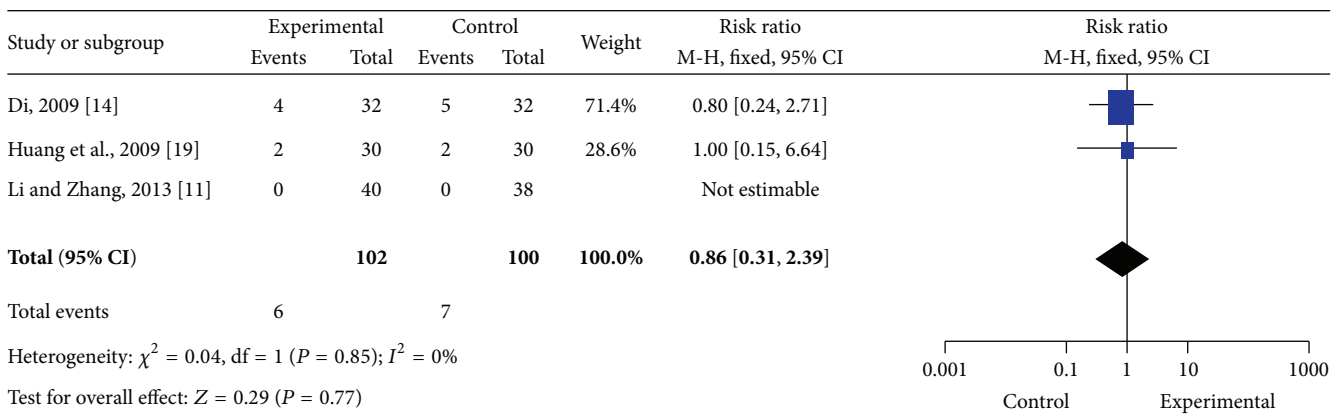 Study or subgroup Experimental Control Weight Risk ratio Risk ratio
Events Total Events Total M-H, fixed, 95% CI M-H, fixed, 95% CI
Di, 2009 [14] 4 32 5 32 71.4% 0.80 [0.24, 2.71]
Huang et al., 2009 [19] 2 30 2 30 28.6% 1.00 [0.15, 6.64]
Li and Zhang, 2013 [11] 0 40 0 38 Not estimable
Total (95% CI) 102 100 100.0% 0.86 [0.31, 2.39]
Total events 6 7
Heterogeneity: χ² = 0.04, df = 1 (P = 0.85); I² = 0%
Test for overall effect: Z = 0.29 (P = 0.77)
0.001 0.1 1 10 1000
Control Experimental